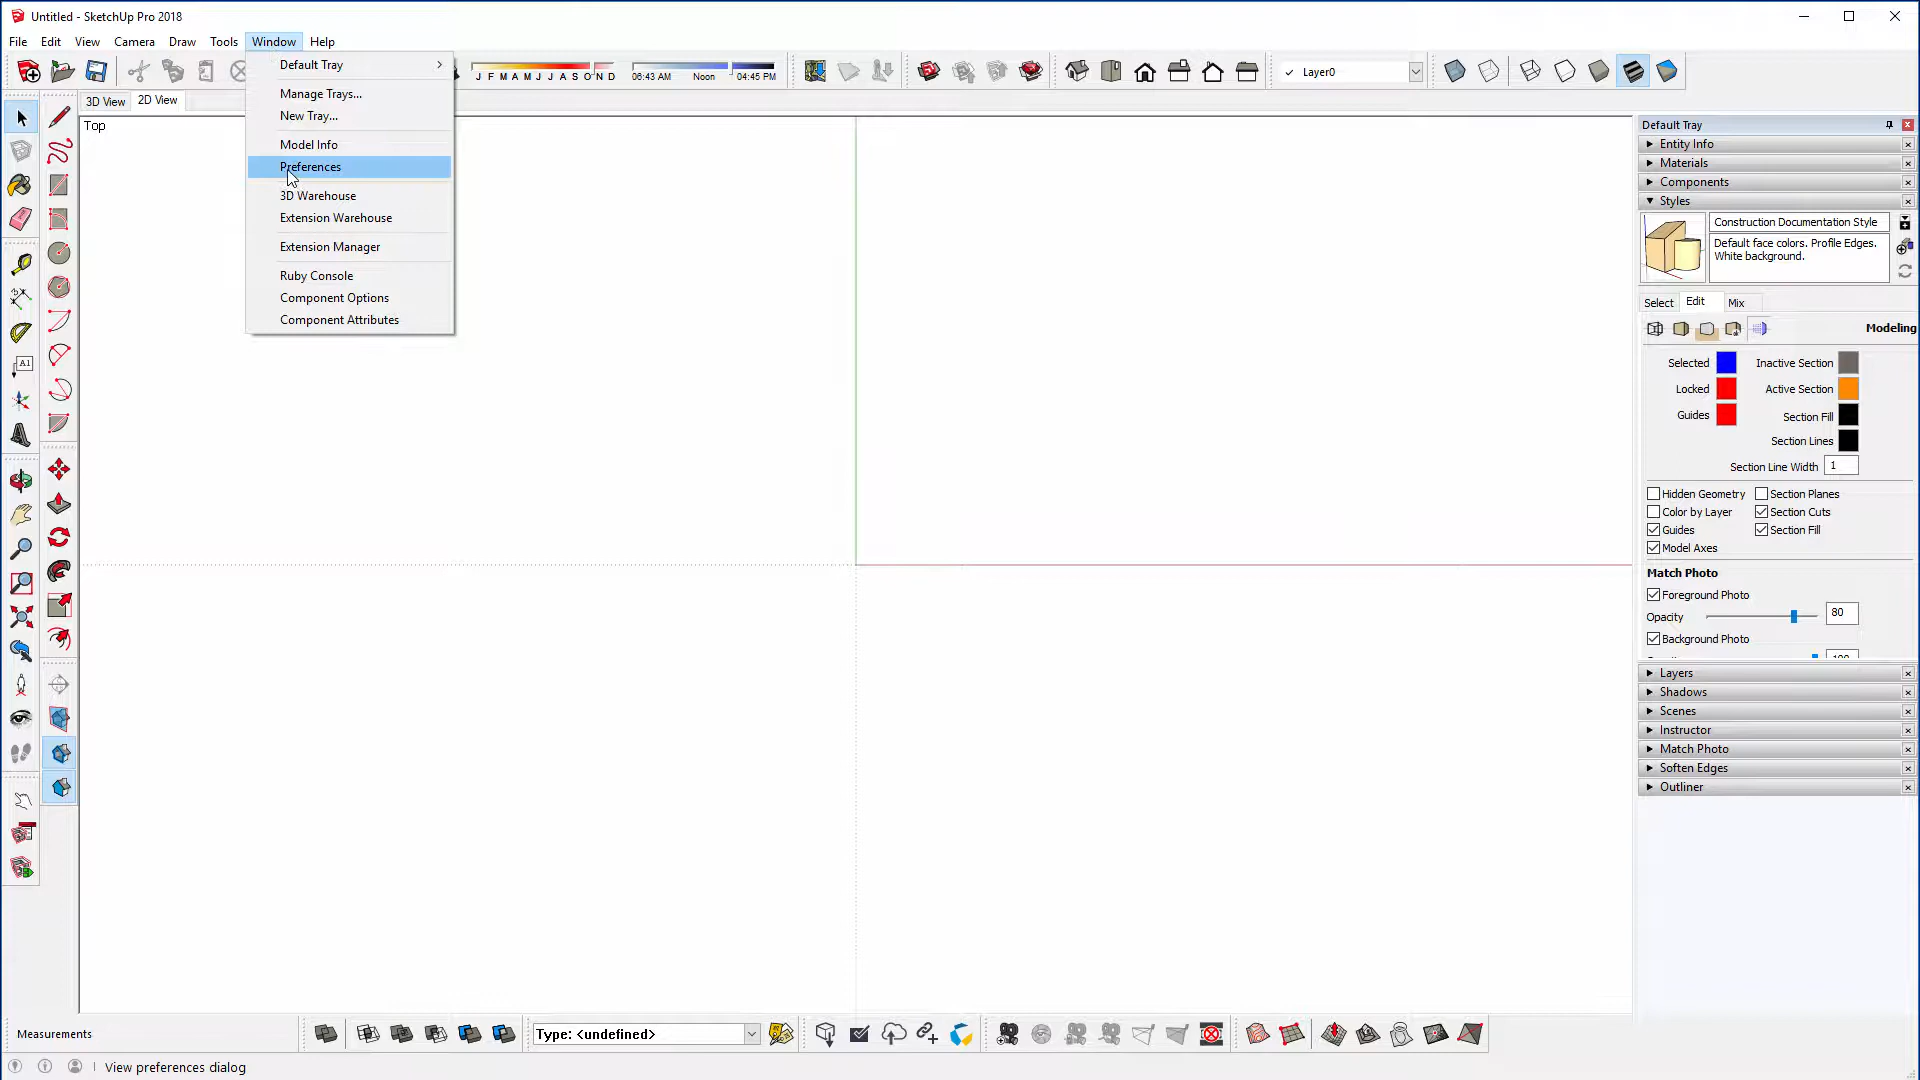 Untitled - SketchUp Pro 2018
File Edit View Camera Draw Tools Window Help
J F M A M J J A S O N D
06:43 AM Noon 04:45 PM
Layer0
3D View 2D View
Top
Default Tray
Manage Trays...
New Tray...
Model Info
Preferences
3D Warehouse
Extension Warehouse
Extension Manager
Ruby Console
Component Options
Component Attributes
A1
Default Tray
Entity Info
Materials
Components
Styles
Construction Documentation Style
Default face colors. Profile Edges.
White background.
Select Edit Mix
Modeling
Selected Inactive Section
Locked Active Section
Guides Section Fill
Section Lines
Section Line Width 1
Hidden Geometry Section Planes
Color by Layer Section Cuts
Guides Section Fill
Model Axes
Match Photo
Foreground Photo
Opacity 80
Background Photo
Layers
Shadows
Scenes
Instructor
Match Photo
Soften Edges
Outliner
Measurements
Type: <undefined>
View preferences dialog